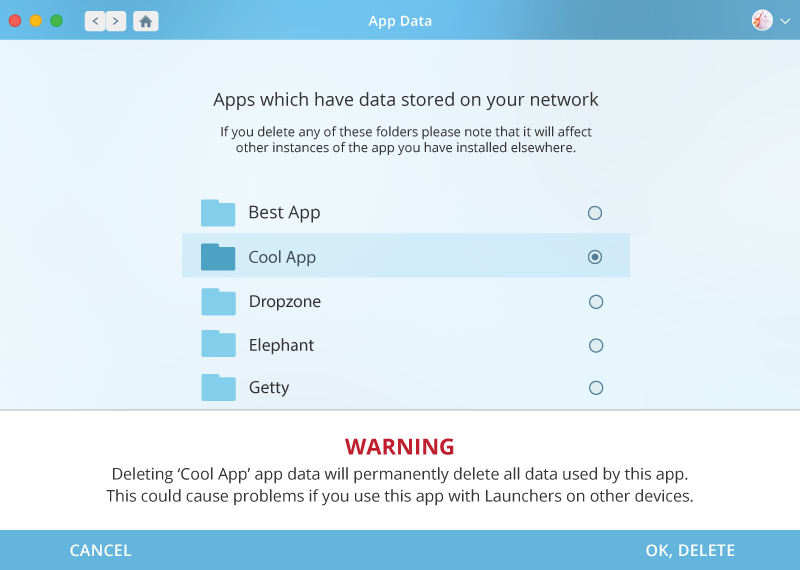 App Data
Apps which have data stored on your network
If you delete any of these folders please note that it will affect
other instances of the app you have installed elsewhere.
Best App
Cool App
Dropzone
Elephant
Getty
WARNING
Deleting ‘Cool App’ app data will permanently delete all data used by this app.
This could cause problems if you use this app with Launchers on other devices.
CANCEL
OK, DELETE